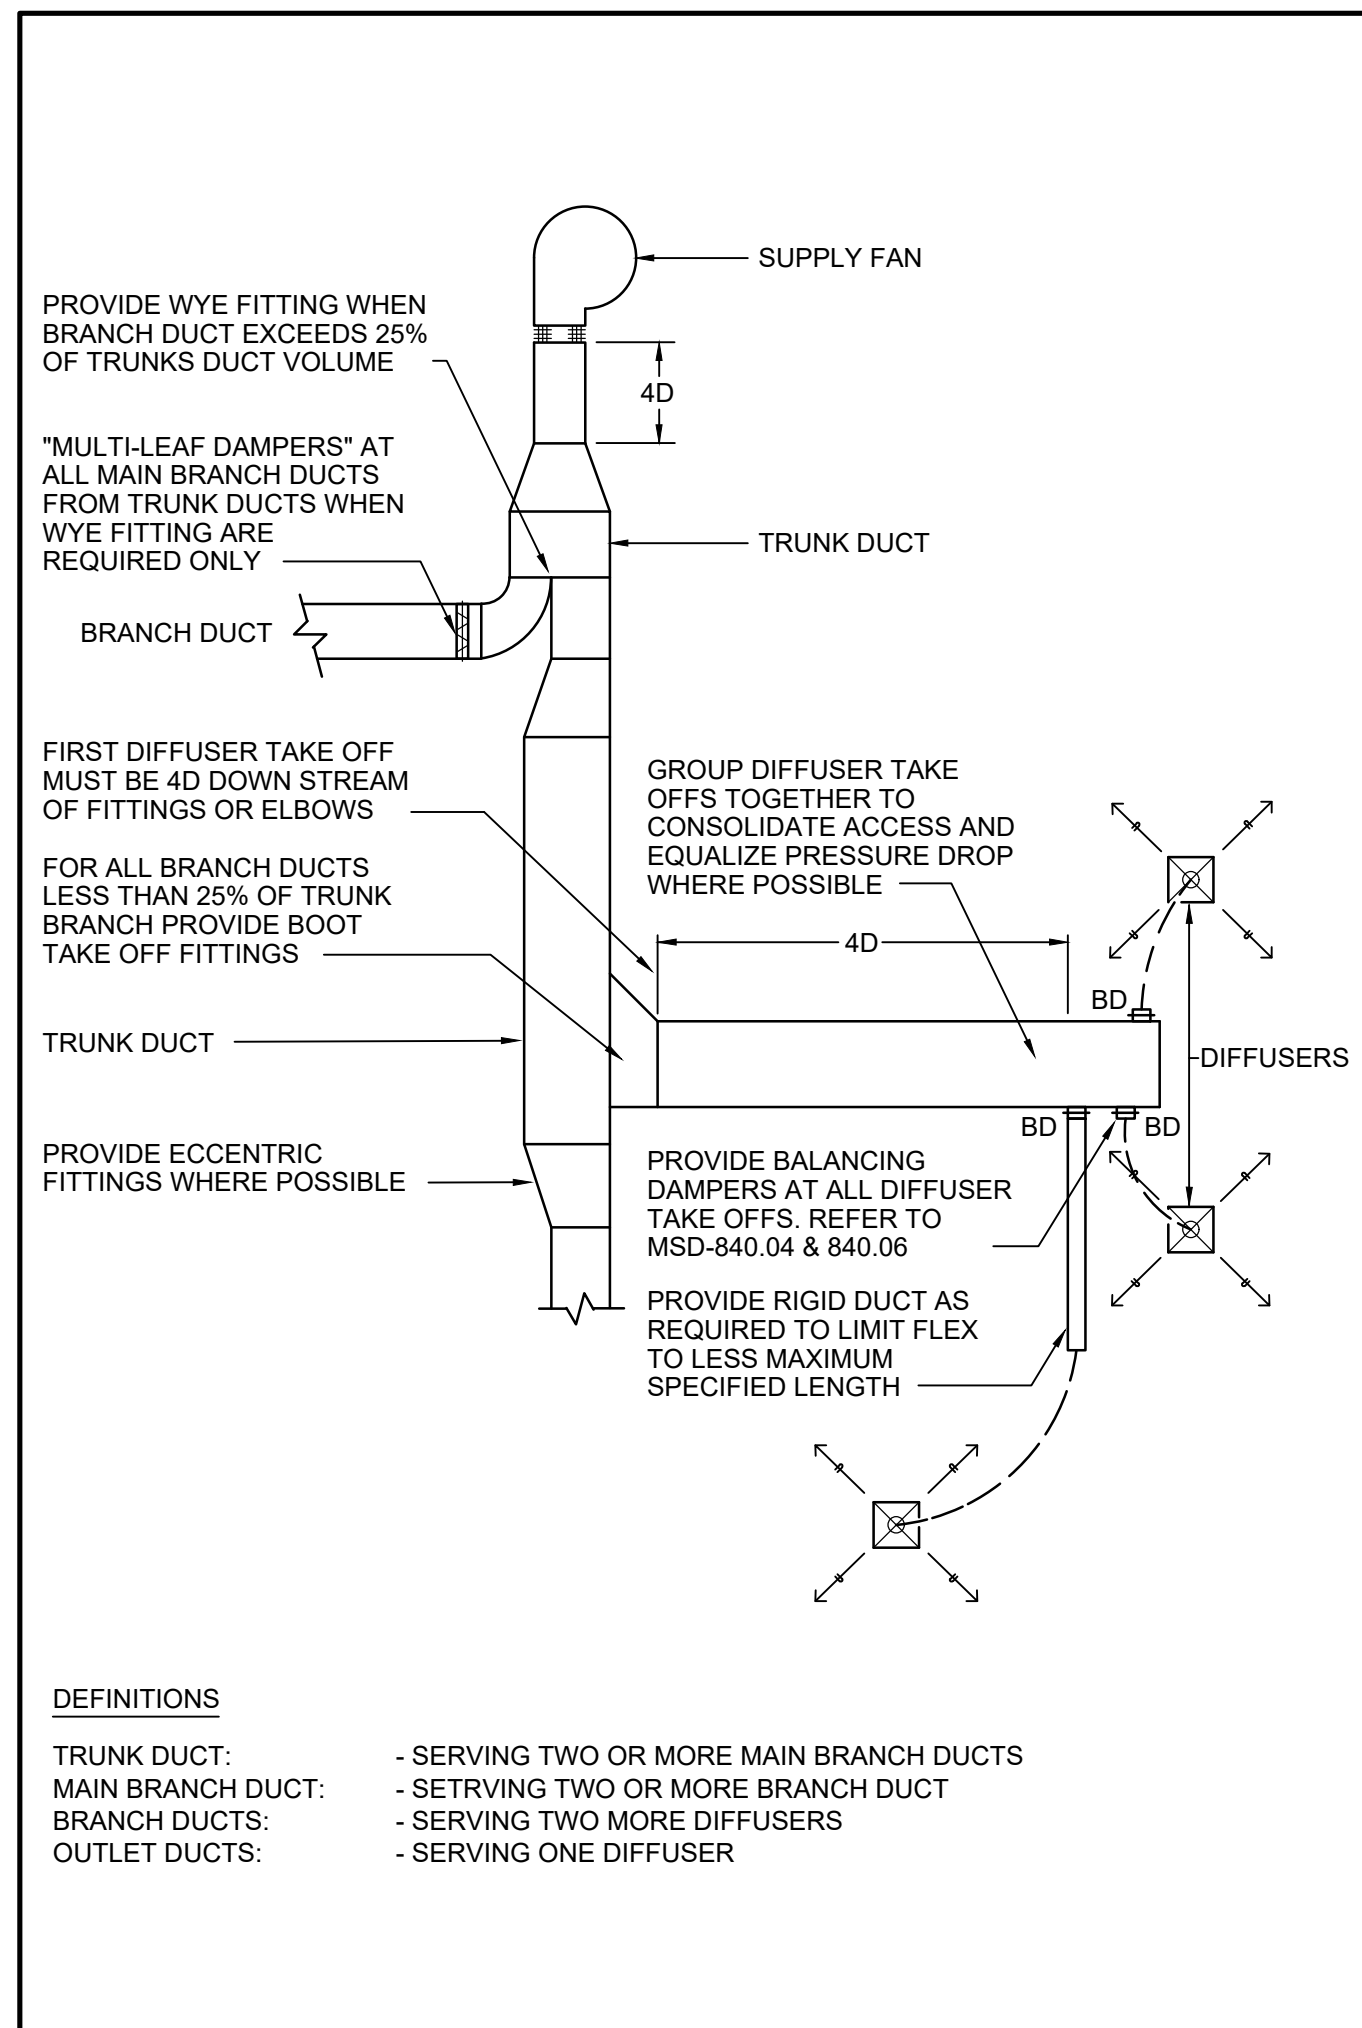 SUPPLY FAN
PROVIDE WYE FITTING WHEN
BRANCH DUCT EXCEEDS 25%
OF TRUNKS DUCT VOLUME
4D
"MULTI-LEAF DAMPERS" AT
ALL MAIN BRANCH DUCTS
FROM TRUNK DUCTS WHEN
WYE FITTING ARE
REQUIRED ONLY
TRUNK DUCT
BRANCH DUCT
FIRST DIFFUSER TAKE OFF
MUST BE 4D DOWN STREAM
OF FITTINGS OR ELBOWS
GROUP DIFFUSER TAKE
OFFS TOGETHER TO
CONSOLIDATE ACCESS AND
EQUALIZE PRESSURE DROP
WHERE POSSIBLE
FOR ALL BRANCH DUCTS
LESS THAN 25% OF TRUNK
BRANCH PROVIDE BOOT
TAKE OFF FITTINGS
4D
BD
TRUNK DUCT
DIFFUSERS
BD
BD
PROVIDE ECCENTRIC
FITTINGS WHERE POSSIBLE
PROVIDE BALANCING
DAMPERS AT ALL DIFFUSER
TAKE OFFS. REFER TO
MSD-840.04 & 840.06
PROVIDE RIGID DUCT AS
REQUIRED TO LIMIT FLEX
TO LESS MAXIMUM
SPECIFIED LENGTH
DEFINITIONS
TRUNK DUCT: - SERVING TWO OR MORE MAIN BRANCH DUCTS
MAIN BRANCH DUCT: - SETRVING TWO OR MORE BRANCH DUCT
BRANCH DUCTS: - SERVING TWO MORE DIFFUSERS
OUTLET DUCTS: - SERVING ONE DIFFUSER